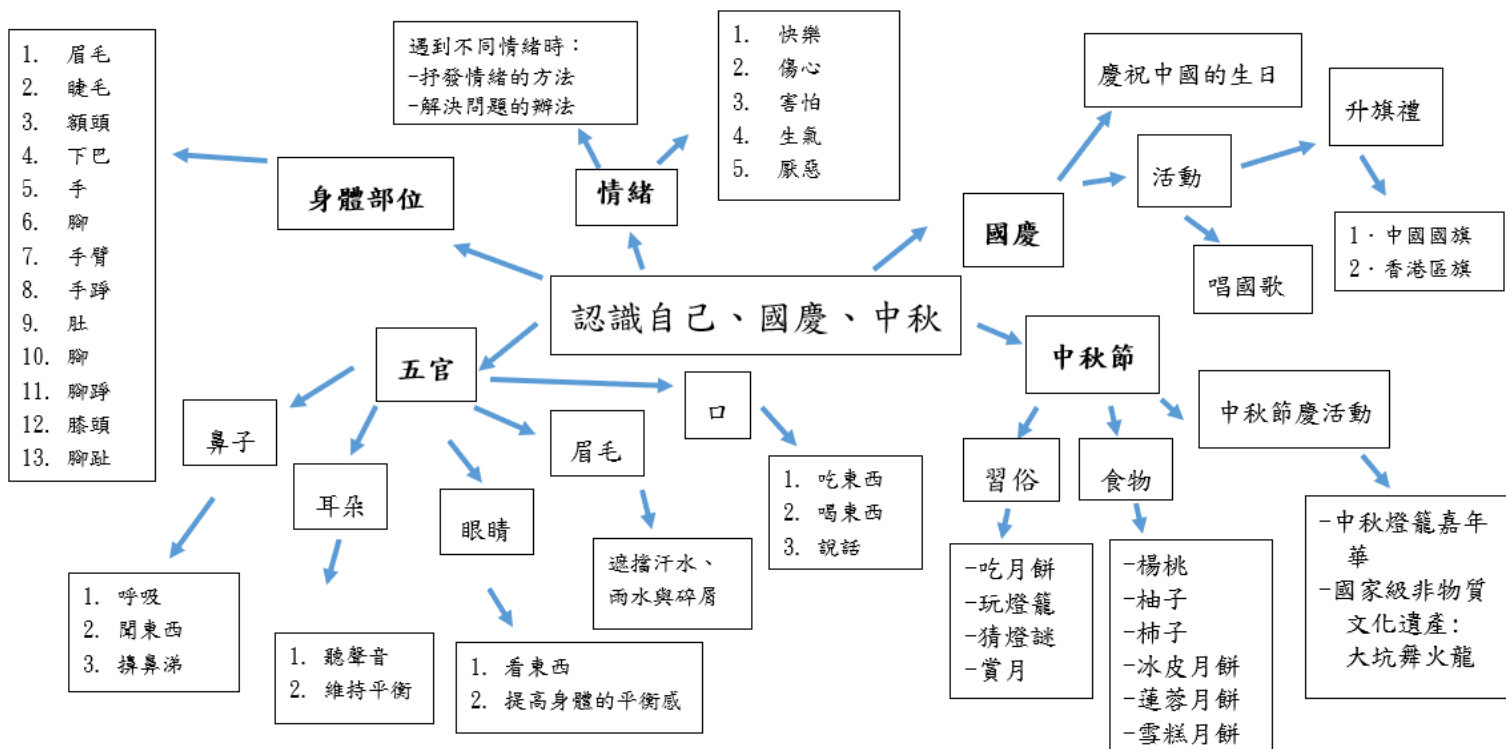 認識自己、國慶、中秋
身體部位
1. 眉毛
2. 睫毛
3. 額頭
4. 下巴
5. 手
6. 腳
7. 手臂
8. 手踭
9. 肚
10. 腳
11. 腳踭
12. 膝頭
13. 腳趾
情緒
遇到不同情緒時：
-抒發情緒的方法
-解決問題的辦法
1. 快樂
2. 傷心
3. 害怕
4. 生氣
5. 厭惡
國慶
慶祝中國的生日
活動
升旗禮
1．中國國旗
2．香港區旗
唱國歌
五官
鼻子
1. 呼吸
2. 聞東西
3. 擤鼻涕
耳朵
1. 聽聲音
2. 維持平衡
眼睛
1. 看東西
2. 提高身體的平衡感
眉毛
遮擋汗水、
雨水與碎屑
口
1. 吃東西
2. 喝東西
3. 說話
中秋節
習俗
-吃月餅
-玩燈籠
-猜燈謎
-賞月
食物
-楊桃
-柚子
-柿子
-冰皮月餅
-蓮蓉月餅
-雪糕月餅
中秋節慶活動
-中秋燈籠嘉年
華
-國家級非物質
文化遺產:
大坑舞火龍